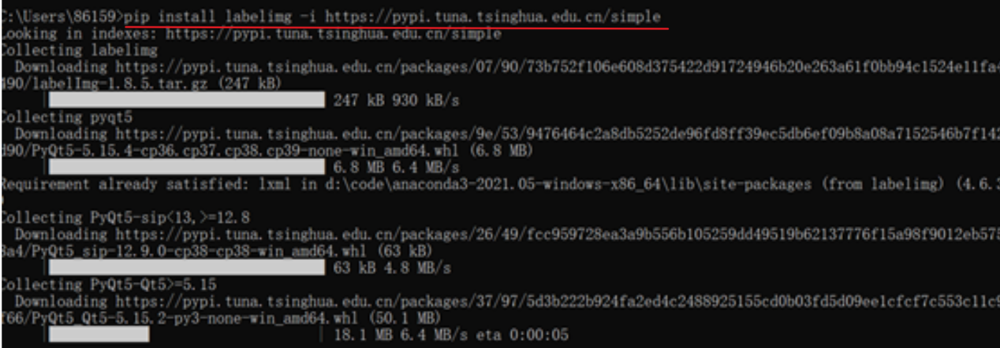 C:\Users\86159>pip install labelimg -i https://pypi.tuna.tsinghua.edu.cn/simple
Looking in indexes: https://pypi.tuna.tsinghua.edu.cn/simple
Collecting labelimg
Downloading https://pypi.tuna.tsinghua.edu.cn/packages/07/90/73b752f106e608d375422d91724946b20e263a61f0bb94c1524e11fa4
490/labelImg-1.8.5.tar.gz (247 kB)
247 kB 930 kB/s
Collecting pyqt5
Downloading https://pypi.tuna.tsinghua.edu.cn/packages/9e/53/9476464c2a8db5252de96fd8ff39ec5db6ef09b8a08a7152546b7f142
d90/PyQt5-5.15.4-cp36.cp37.cp38.cp39-none-win_amd64.whl (6.8 MB)
6.8 MB 6.4 MB/s
Requirement already satisfied: lxml in d:\code\anaconda3-2021.05-windows-x86_64\lib\site-packages (from labelimg) (4.6.3
)
Collecting PyQt5-sip<13,>=12.8
Downloading https://pypi.tuna.tsinghua.edu.cn/packages/26/49/fcc959728ea3a9b556b105259dd49519b62137776f15a98f9012eb575
8a4/PyQt5_sip-12.9.0-cp38-cp38-win_amd64.whl (63 kB)
63 kB 4.8 MB/s
Collecting PyQt5-Qt5>=5.15
Downloading https://pypi.tuna.tsinghua.edu.cn/packages/37/97/5d3b222b924fa2ed4c2488925155cd0b03fd5d09ee1cfcf7c553c11c9
f66/PyQt5_Qt5-5.15.2-py3-none-win_amd64.whl (50.1 MB)
18.1 MB 6.4 MB/s eta 0:00:05